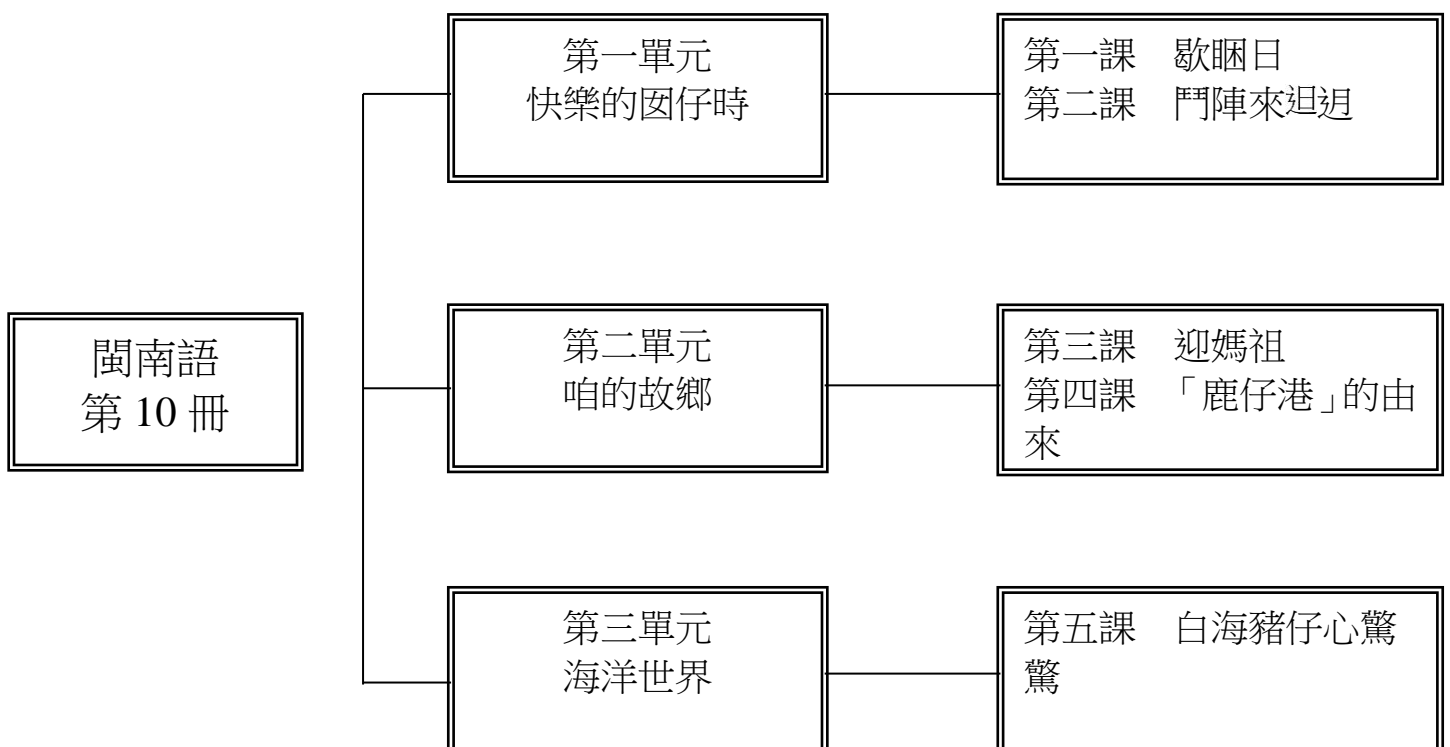 第一單元
快樂的囡仔時
第一課　歇睏日
第二課　鬥陣來迌迌
閩南語
第 10 冊
第二單元
咱的故鄉
第三課　迎媽祖
第四課　「鹿仔港」的由
來
第三單元
海洋世界
第五課　白海豬仔心驚
驚